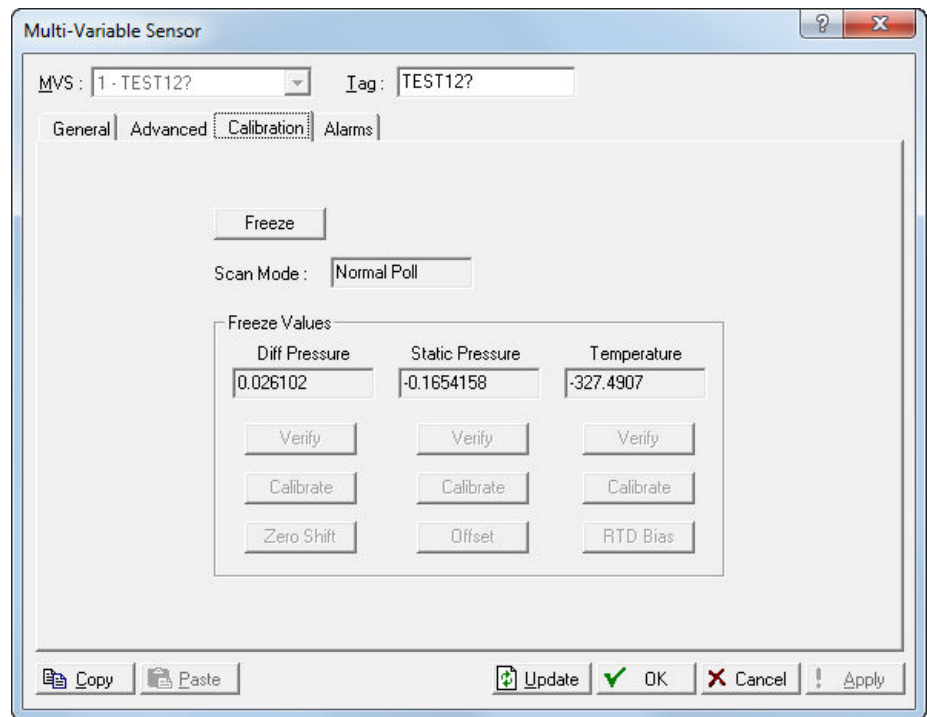 Multi-Variable Sensor
MVS : 1 - TEST12? Tag : TEST12?
General Advanced Calibration Alarms
Freeze
Scan Mode : Normal Poll
Freeze Values
Diff Pressure Static Pressure Temperature
0.026102 -0.1654158 -327.4907
Verify Verify Verify
Calibrate Calibrate Calibrate
Zero Shift Offset RTD Bias
Copy Paste Update OK Cancel Apply